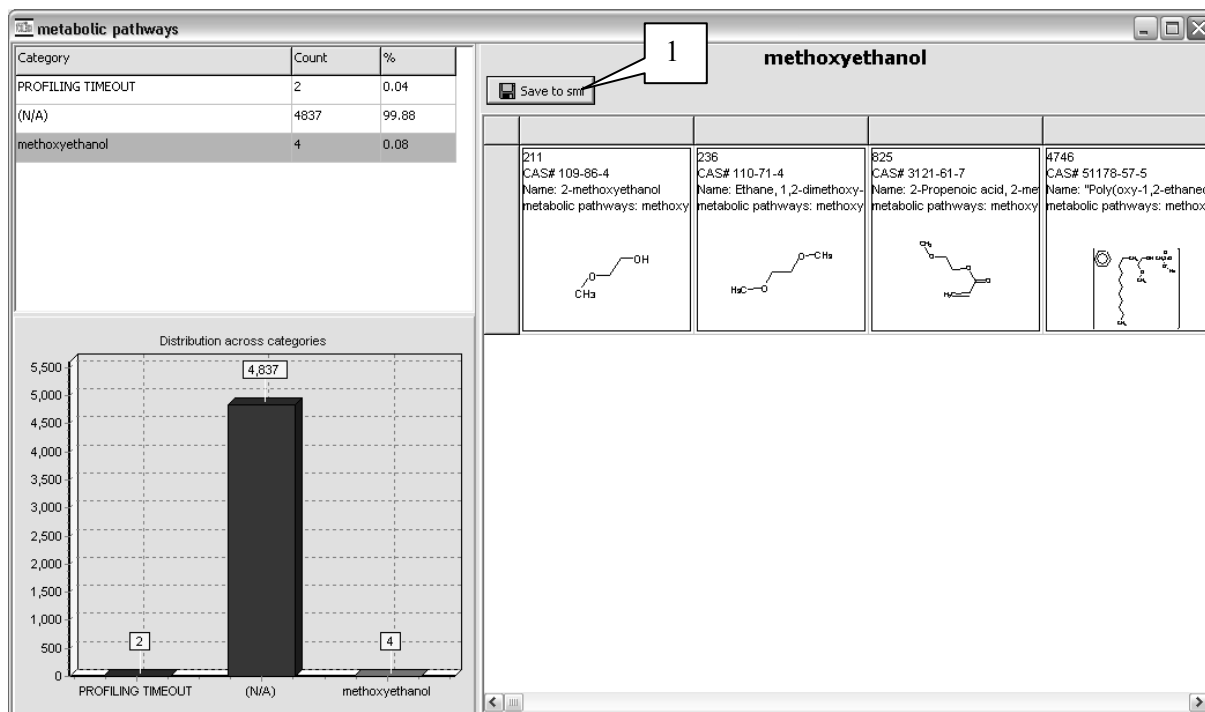 metabolic pathways
Category Count %
PROFILING TIMEOUT 2 0.04
(N/A) 4837 99.88
methoxyethanol 4 0.08
1
methoxyethanol
Save to smi
211
CAS# 109-86-4
Name: 2-methoxyethanol
metabolic pathways: methoxy
OH
O
CH3
236
CAS# 110-71-4
Name: Ethane, 1,2-dimethoxy-
metabolic pathways: methoxy
O-CH3
H3C-O
825
CAS# 3121-61-7
Name: 2-Propenoic acid, 2-me
metabolic pathways: methoxy
4746
CAS# 51178-57-5
Name: "Poly(oxy-1,2-ethaned
metabolic pathways: methox
Distribution across categories
5,500
5,000
4,500
4,000
3,500
3,000
2,500
2,000
1,500
1,000
500
0
2
4,837
4
PROFILING TIMEOUT (N/A) methoxyethanol